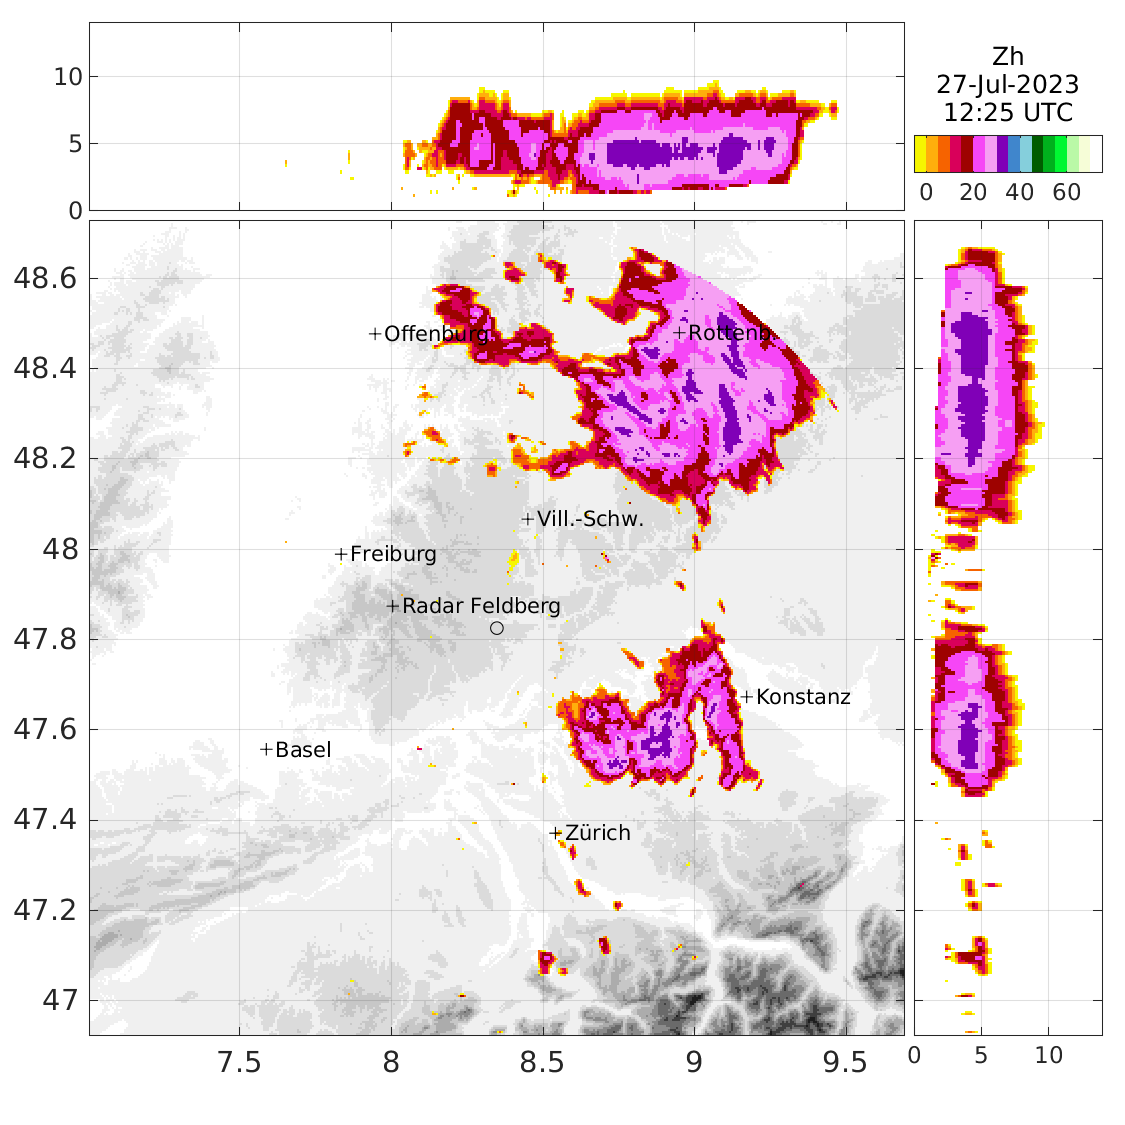 Zh
27-Jul-2023
12:25 UTC
0 20 40 60
10
5
0
48.6
48.4
48.2
48
47.8
47.6
47.4
47.2
47
Offenburg
Rottenb.
Vill.-Schw.
Freiburg
Radar Feldberg
Konstanz
Basel
Zürich
7.5 8 8.5 9 9.5
0 5 10